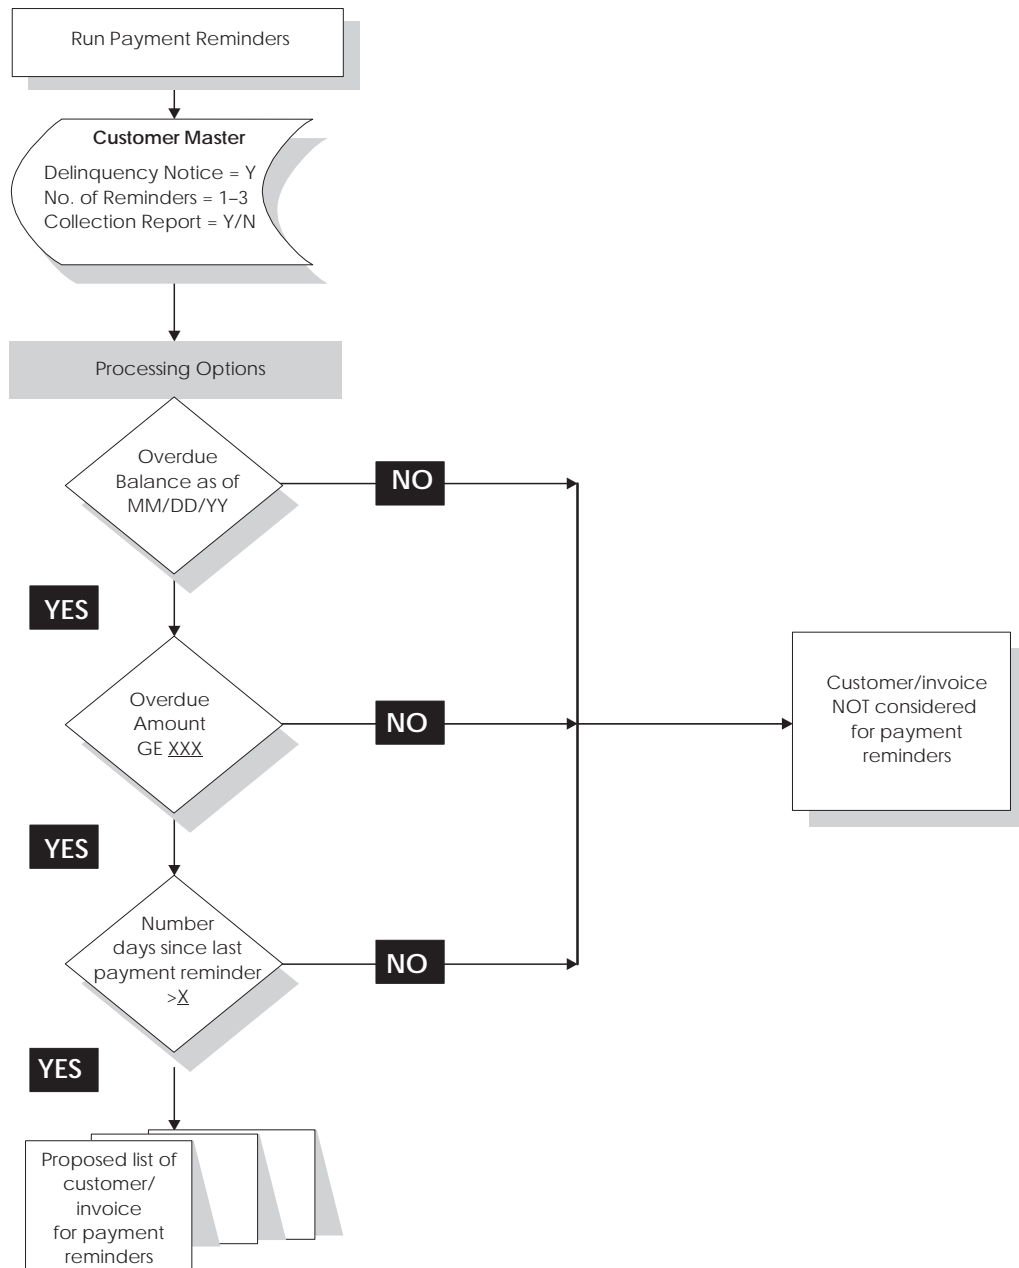 Run Payment Reminders
Customer Master
Delinquency Notice = Y
No. of Reminders = 1–3
Collection Report = Y/N
Processing Options
Overdue
Balance as of
MM/DD/YY
NO
YES
Overdue
Amount
GE XXX
NO
Customer/invoice
NOT considered
for payment
reminders
YES
Number
days since last
payment reminder
>X
NO
YES
Proposed list of
customer/
invoice
for payment
reminders